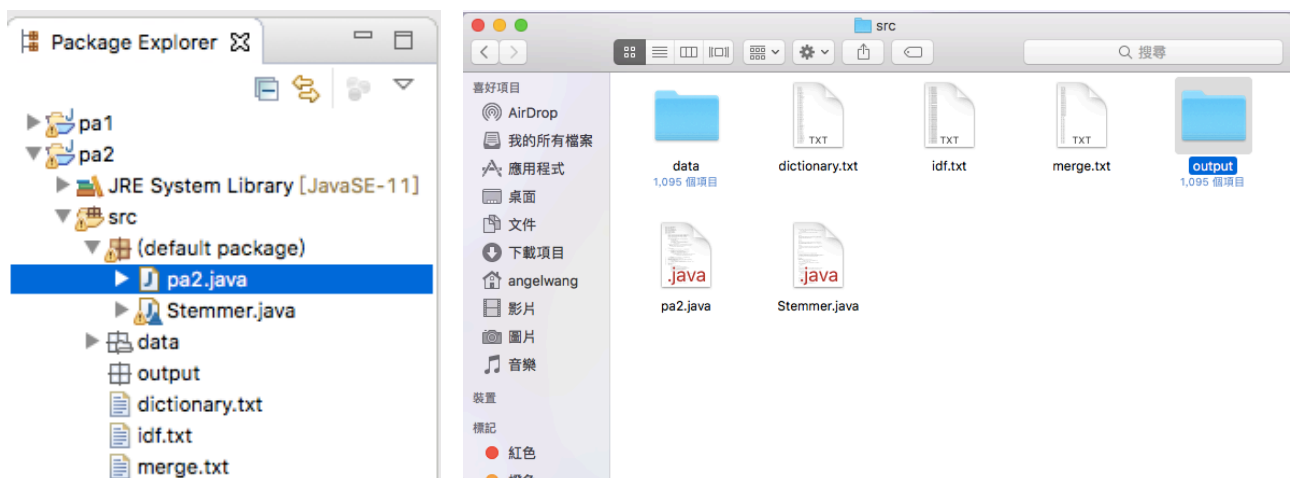 Package Explorer
pa1
pa2
JRE System Library [JavaSE-11]
src
(default package)
pa2.java
Stemmer.java
data
output
dictionary.txt
idf.txt
merge.txt
src
搜尋
喜好項目
AirDrop
我的所有檔案
應用程式
桌面
文件
下載項目
angelwang
影片
圖片
音樂
裝置
標記
紅色
TXT
TXT
TXT
data
dictionary.txt
idf.txt
merge.txt
output
1,095 個項目
1,095 個項目
.java
.java
pa2.java
Stemmer.java